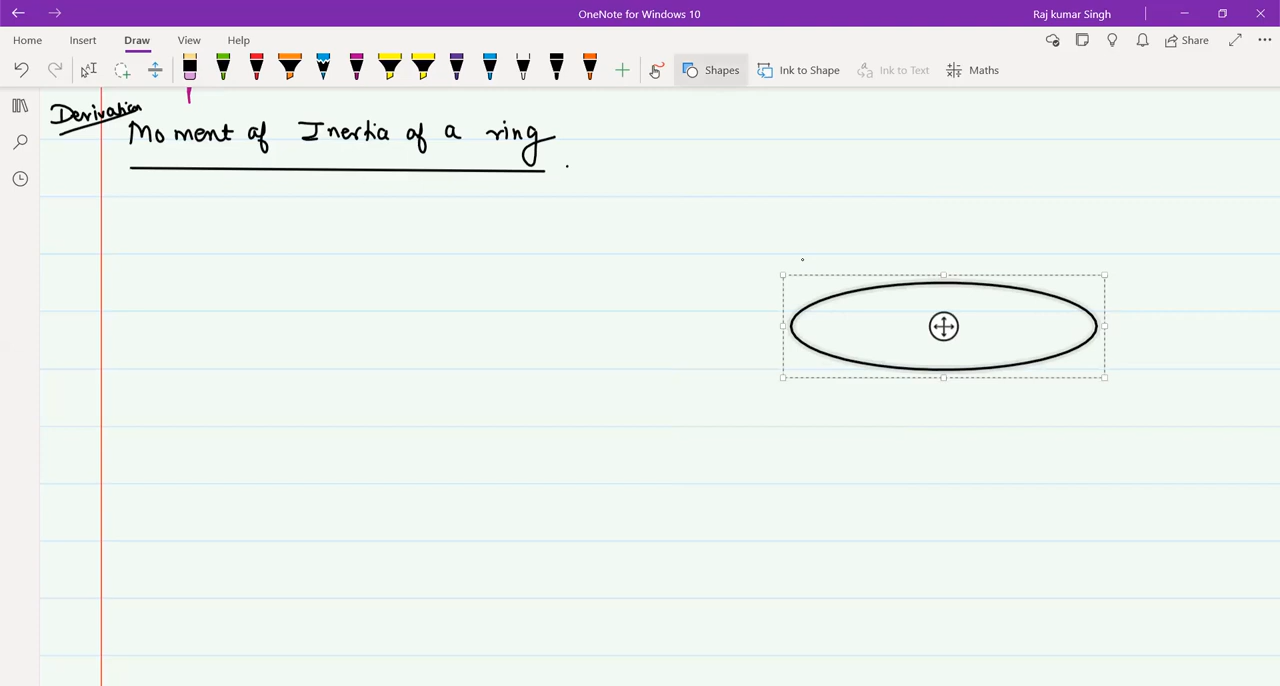 OneNote for Windows 10
Raj kumar Singh
Home Insert Draw View Help
Share
Shapes Ink to Shape Ink to Text Maths
Derivation
Moment of Inertia of a ring